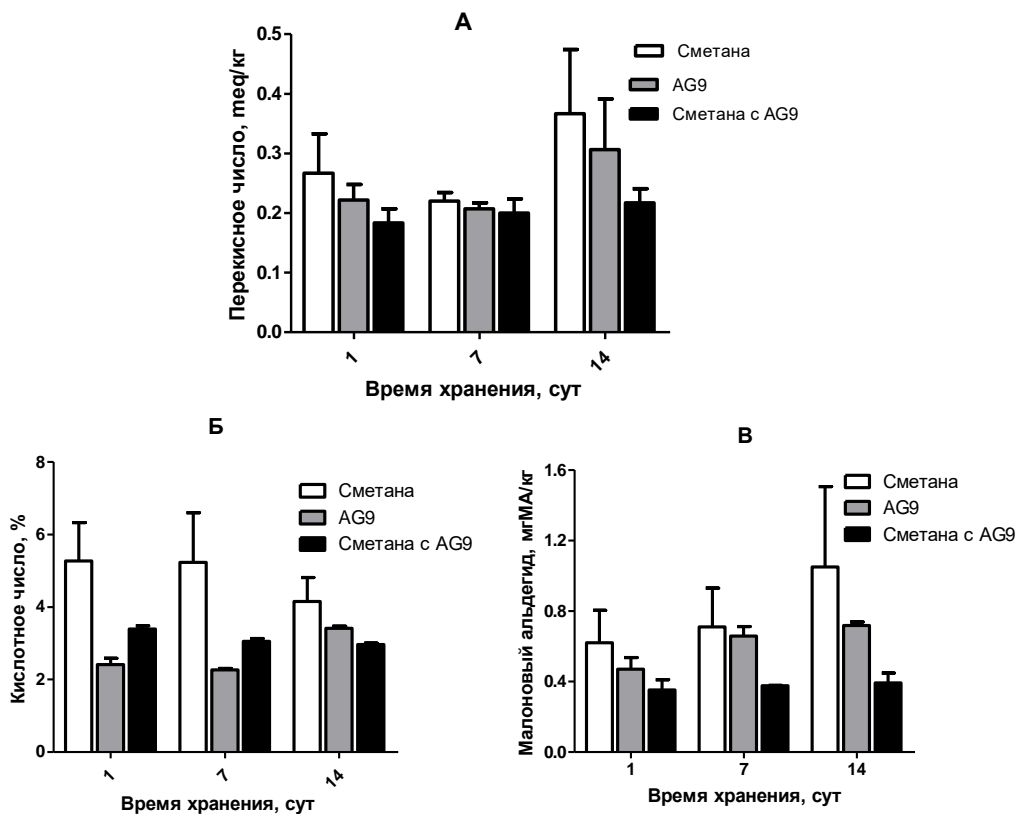 А
Перекисное число, meq/кг
0.5
0.4
0.3
0.2
0.1
0.0
Сметана
AG9
Сметана с AG9
1
7
14
Время хранения, сут
Б
Кислотное число, %
8
6
4
2
0
Сметана
AG9
Сметана с AG9
1
7
14
Время хранения, сут
В
Малоновый альдегид, мгМА/кг
1.6
1.2
0.8
0.4
0.0
Сметана
AG9
Сметана с AG9
1
7
14
Время хранения, сут